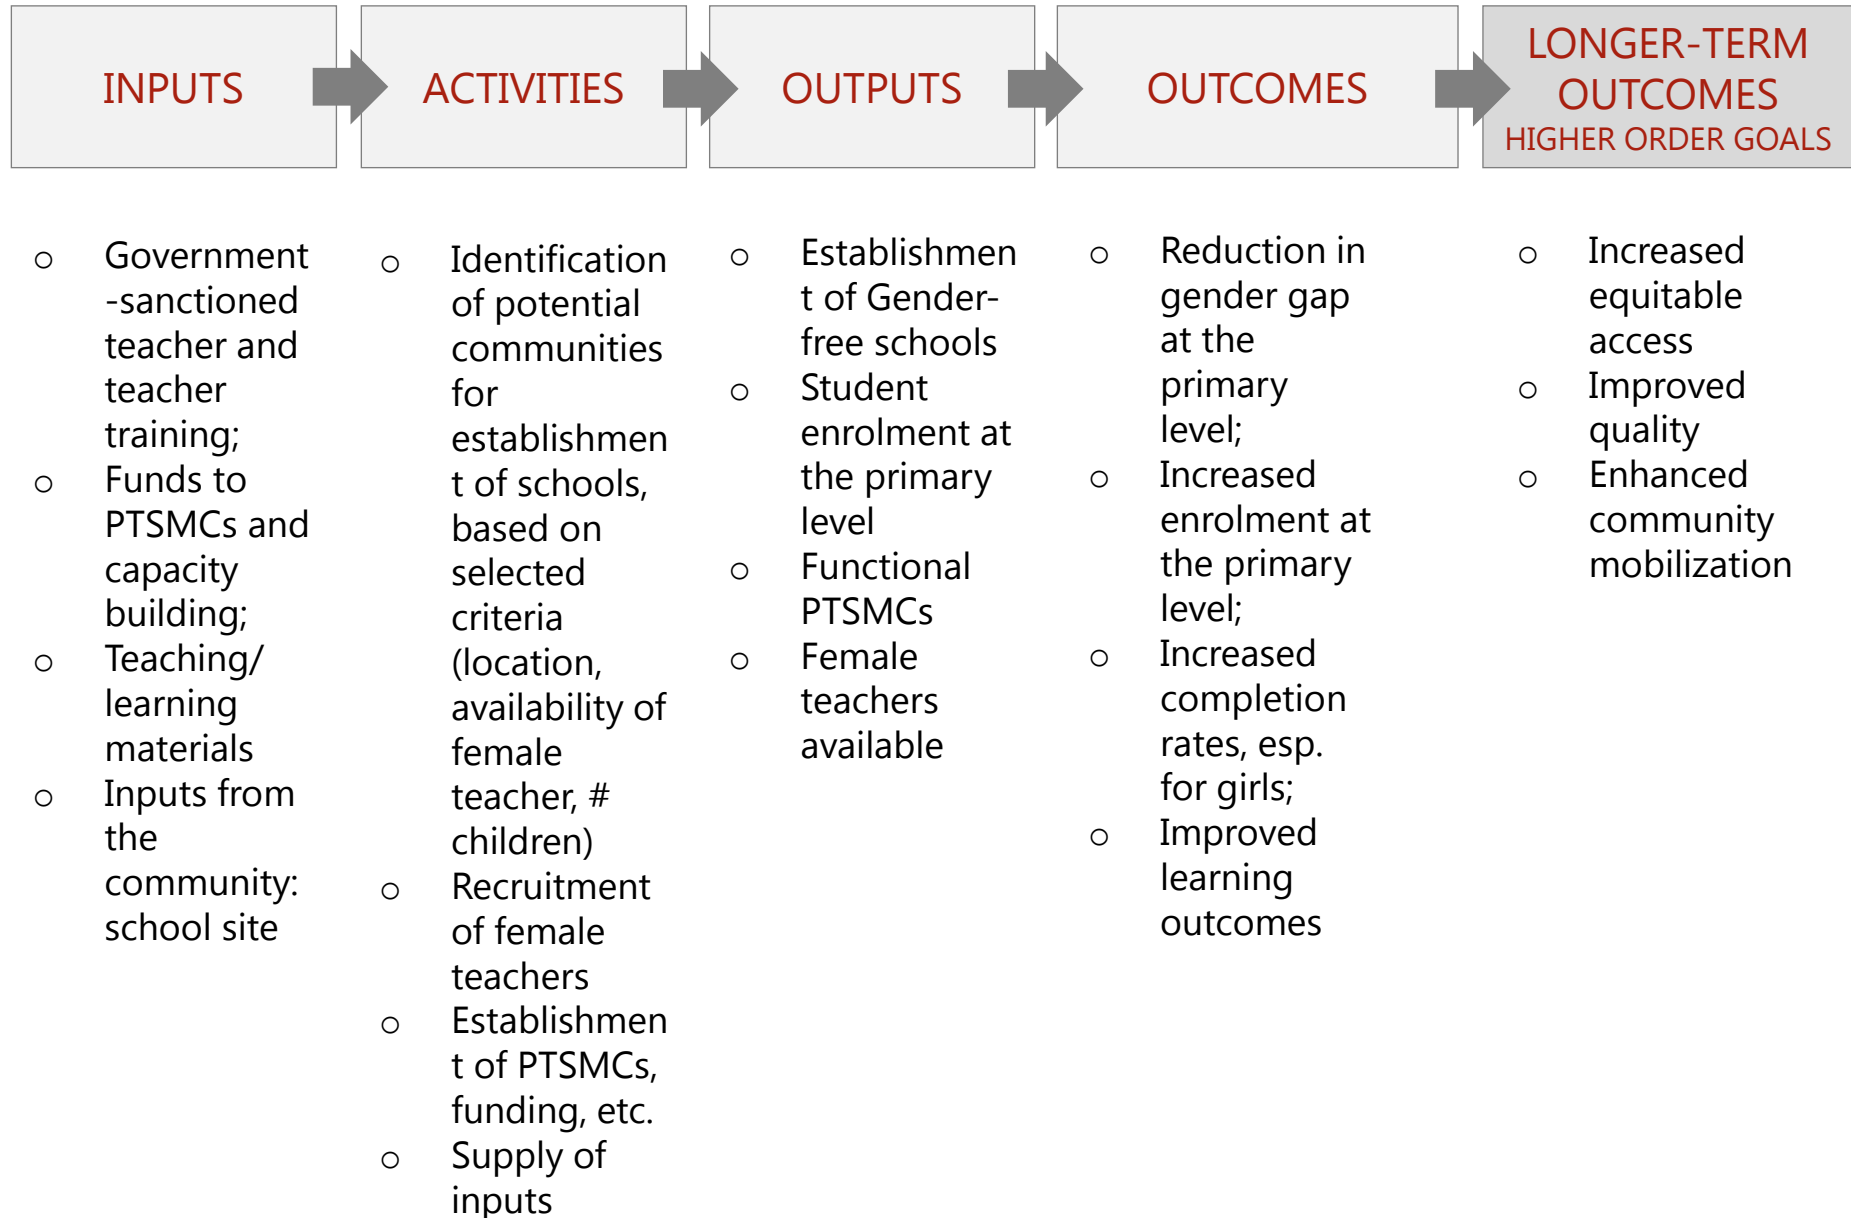 INPUTS
ACTIVITIES
OUTPUTS
OUTCOMES
LONGER-TERM
OUTCOMES
HIGHER ORDER GOALS
o Government
-sanctioned
teacher and
teacher
training;
o Funds to
PTSMCs and
capacity
building;
o Teaching/
learning
materials
o Inputs from
the
community:
school site
o Identification
of potential
communities
for
establishmen
t of schools,
based on
selected
criteria
(location,
availability of
female
teacher, #
children)
o Recruitment
of female
teachers
o Establishmen
t of PTSMCs,
funding, etc.
o Supply of
inputs
o Establishmen
t of Gender-
free schools
o Student
enrolment at
the primary
level
o Functional
PTSMCs
o Female
teachers
available
o Reduction in
gender gap
at the
primary
level;
o Increased
enrolment at
the primary
level;
o Increased
completion
rates, esp.
for girls;
o Improved
learning
outcomes
o Increased
equitable
access
o Improved
quality
o Enhanced
community
mobilization